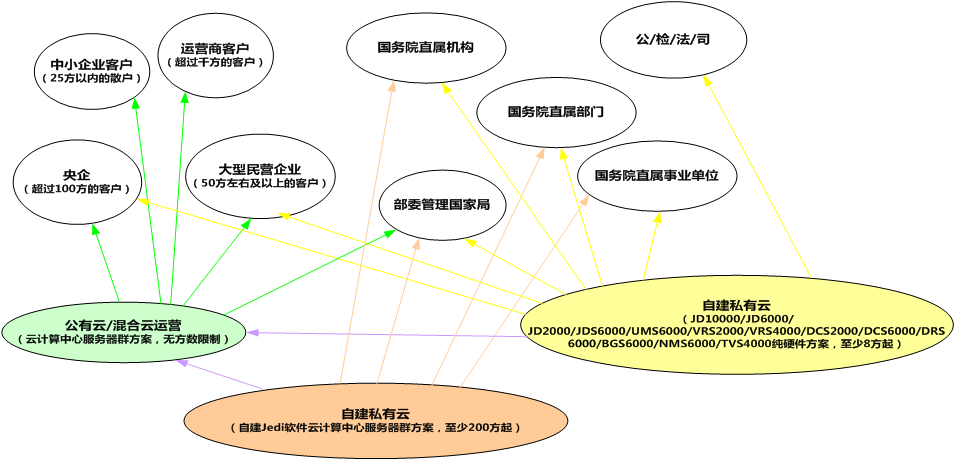 中小企业客户
（25方以内的散户）
运营商客户
（超过千方的客户）
国务院直属机构
公/检/法/司
国务院直属部门
央企
（超过100方的客户）
大型民营企业
（50方左右及以上的客户）
部委管理国家局
国务院直属事业单位
公有云/混合云运营
（云计算中心服务器群方案，无方数限制）
自建私有云
（JD10000/JD6000/
JD2000/JDS6000/UMS6000/VRS2000/VRS4000/DCS2000/DCS6000/DRS
6000/BGS6000/NMS6000/TVS4000纯硬件方案，至少8方起）
自建私有云
（自建Jedi软件云计算中心服务器群方案，至少200方起）